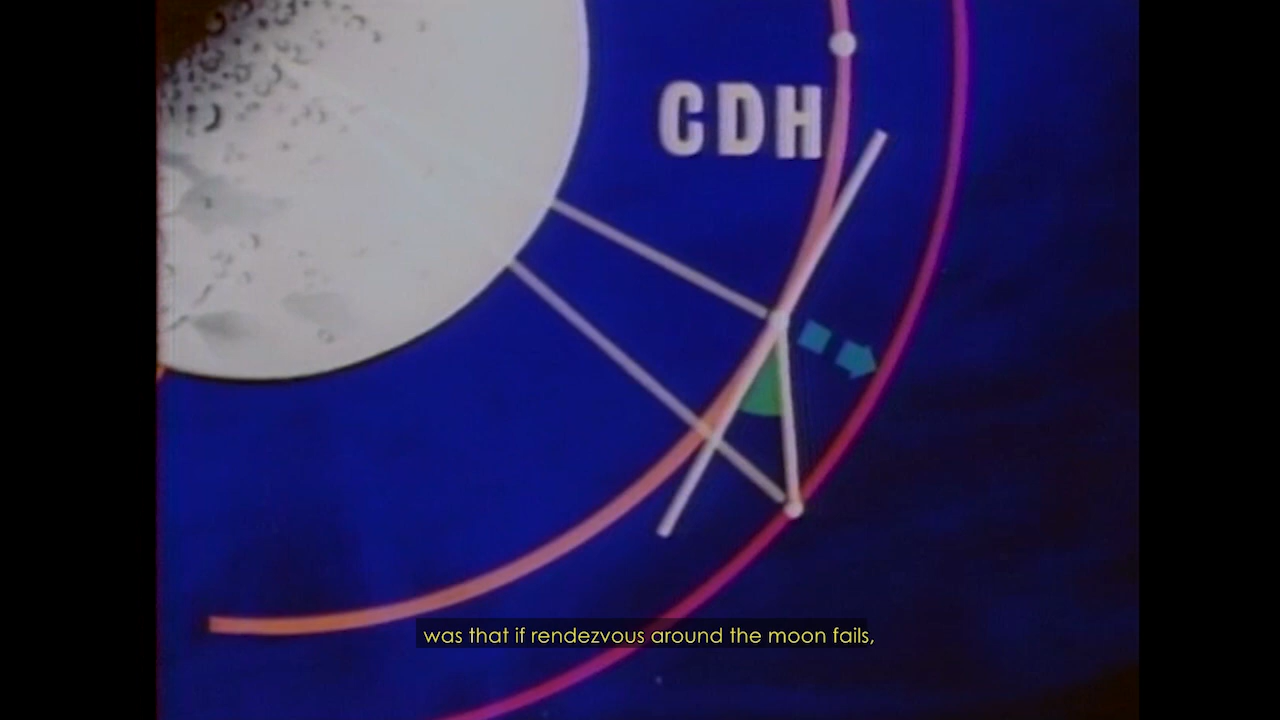 CDH
was that if rendezvous around the moon fails,